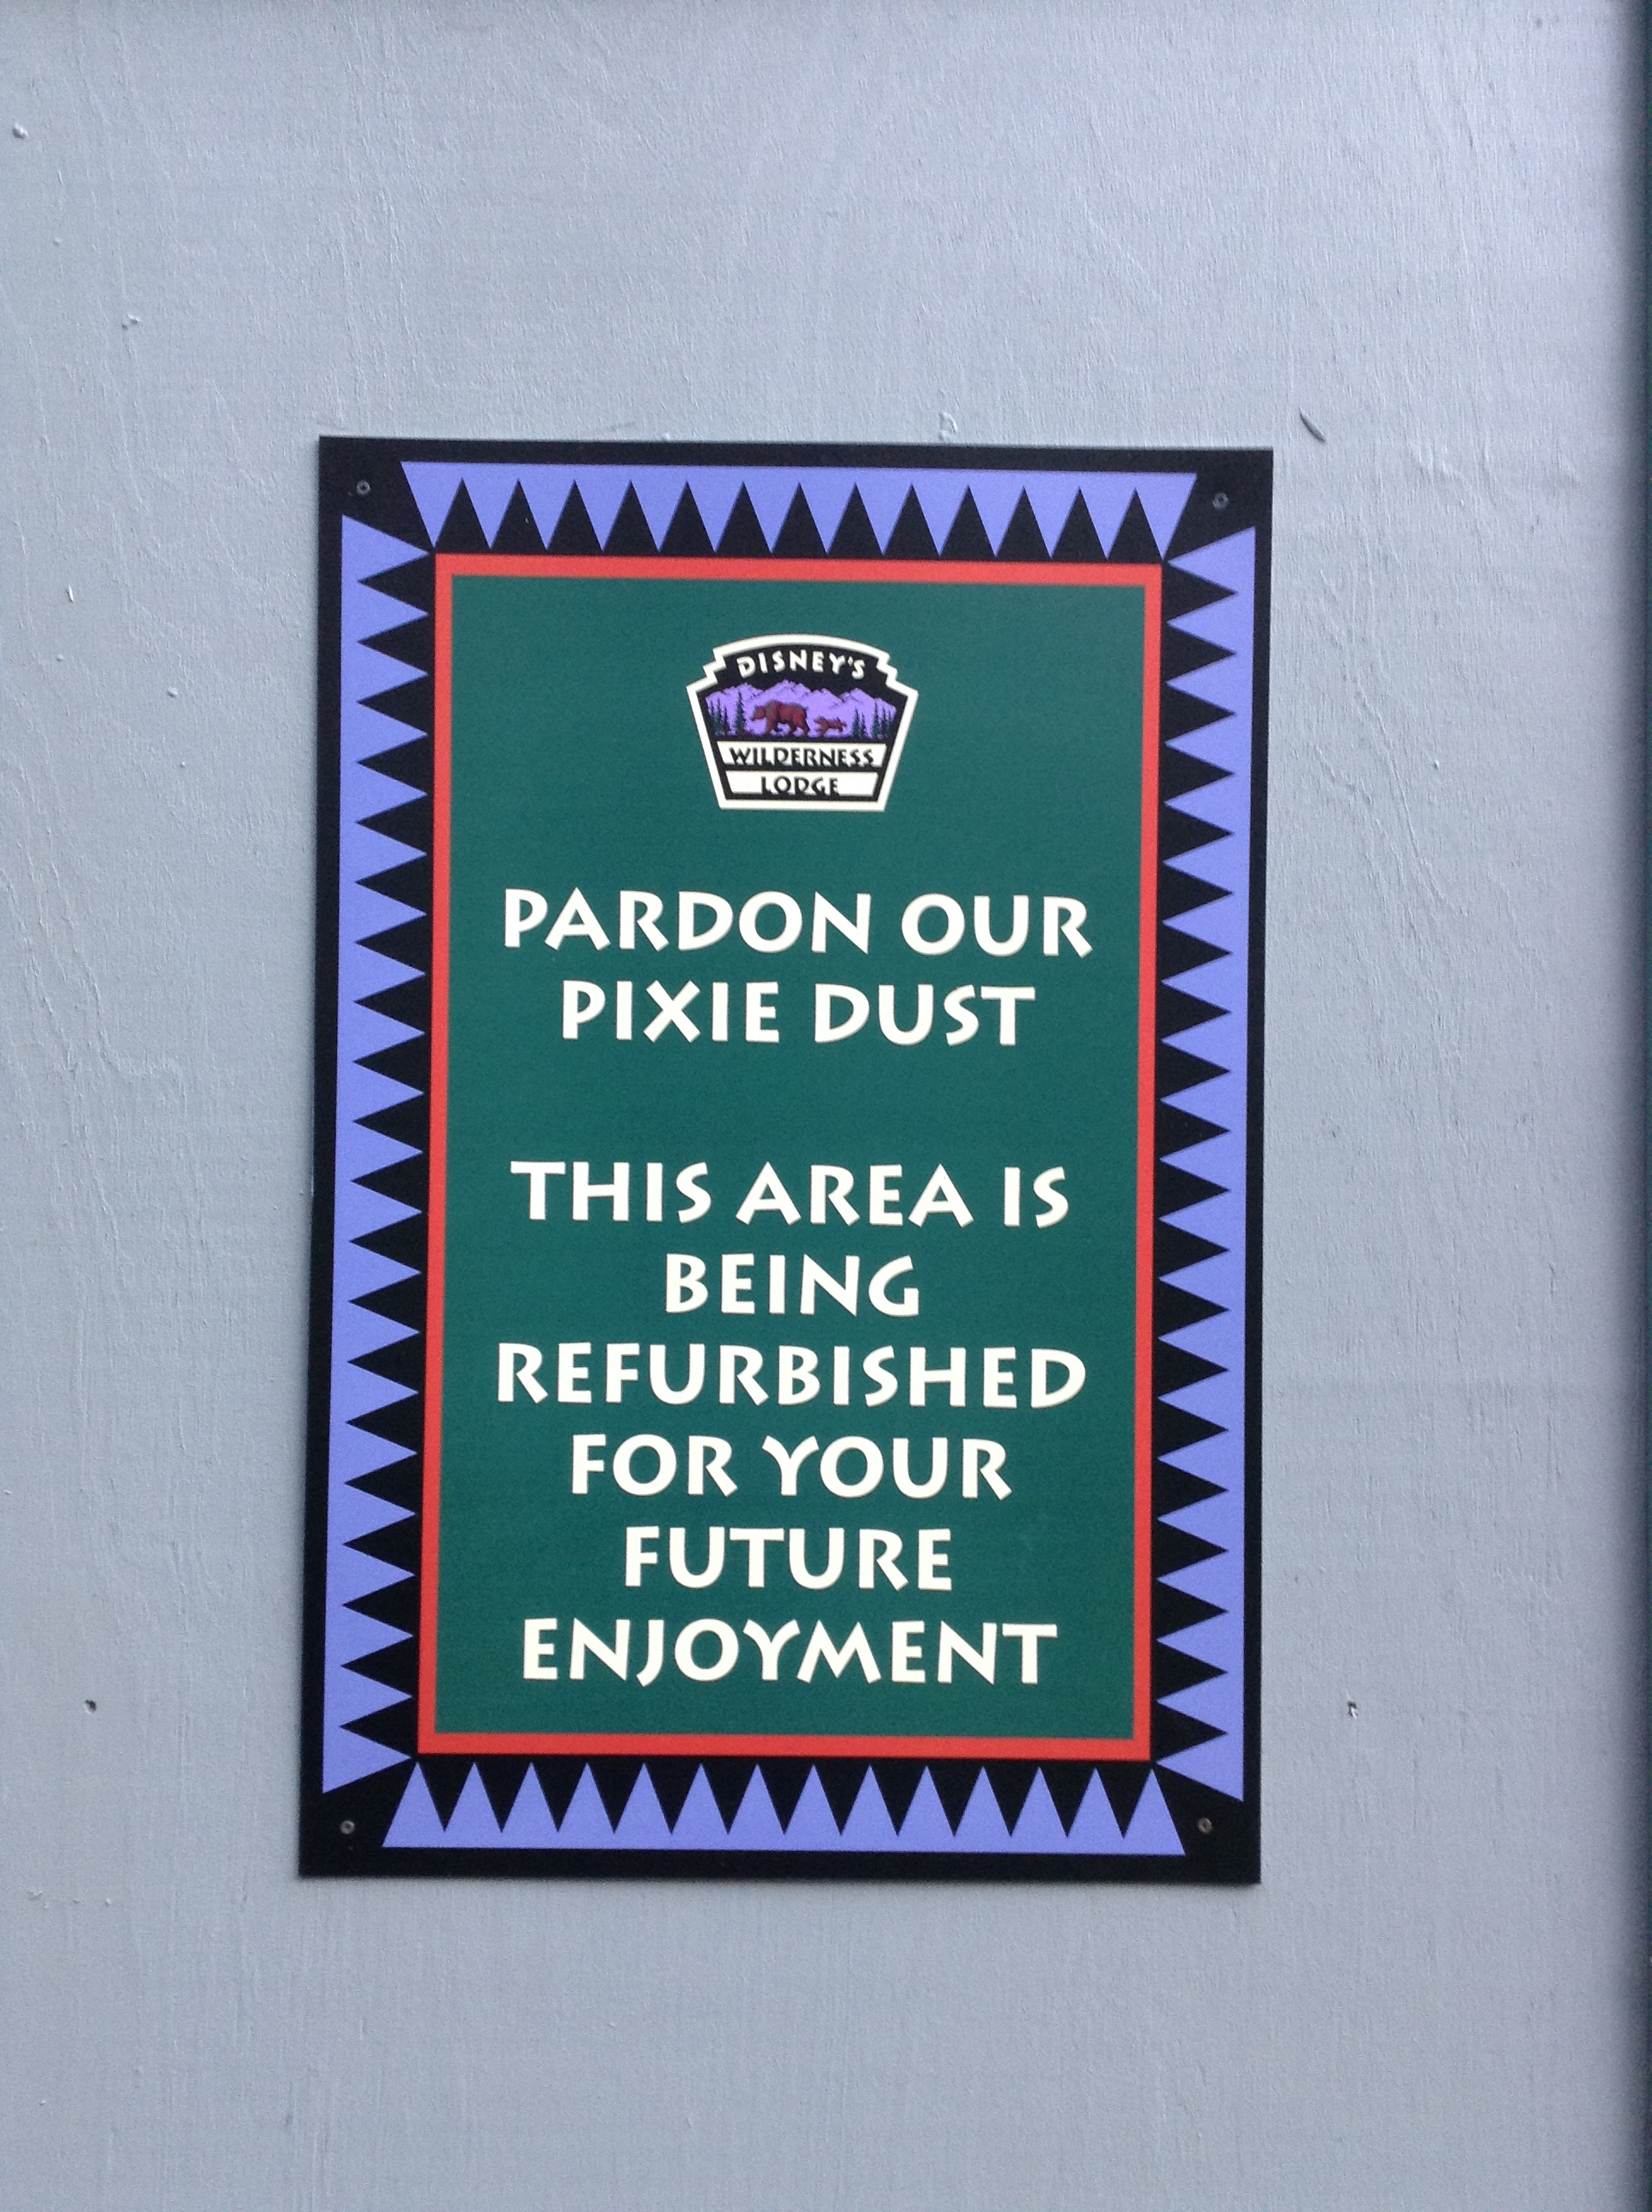 DISNEY'S
WILDERNESS
LODGE
PARDON OUR
PIXIE DUST
THIS AREA IS
BEING
REFURBISHED
FOR YOUR
FUTURE
ENJOYMENT